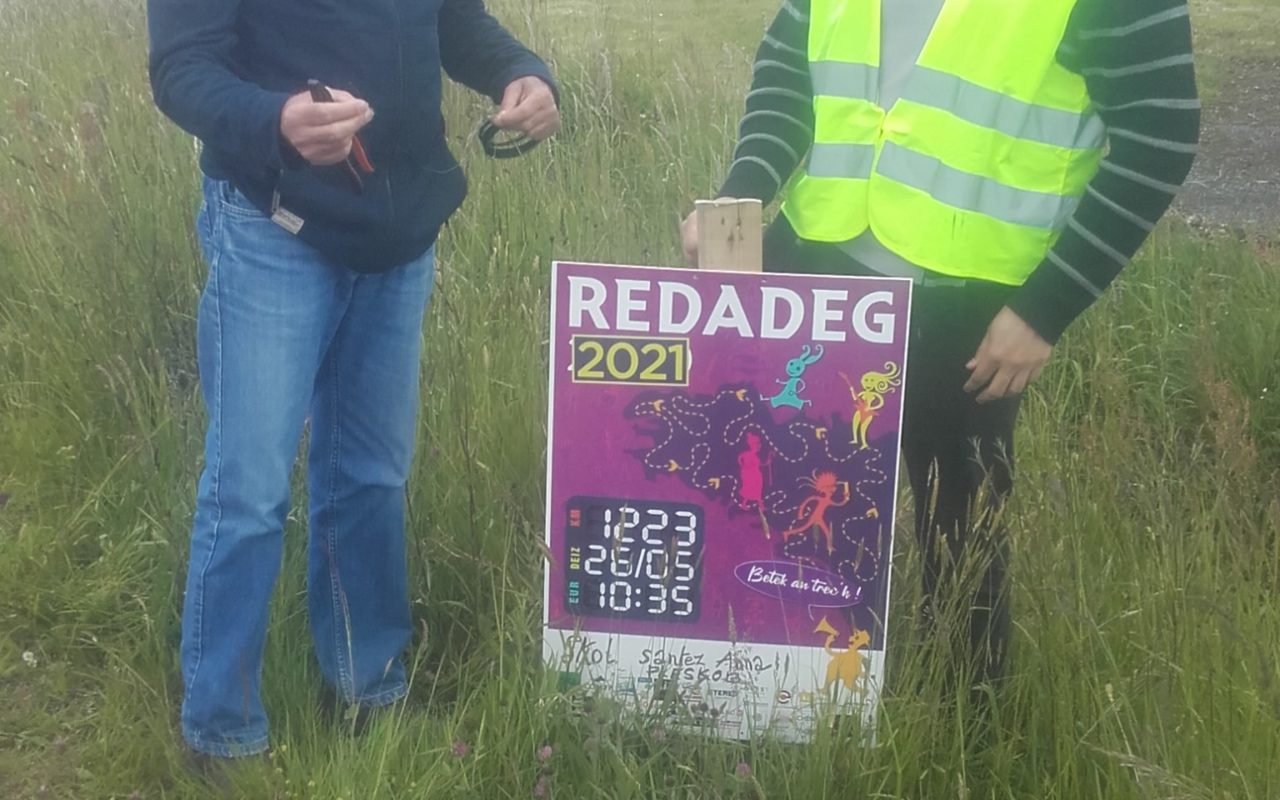 REDADEG
2021
KM 1223
DEIZ 26/05
EUR 10:35
Betek an trec'h !
Skol Santez Anna
PLESKOB